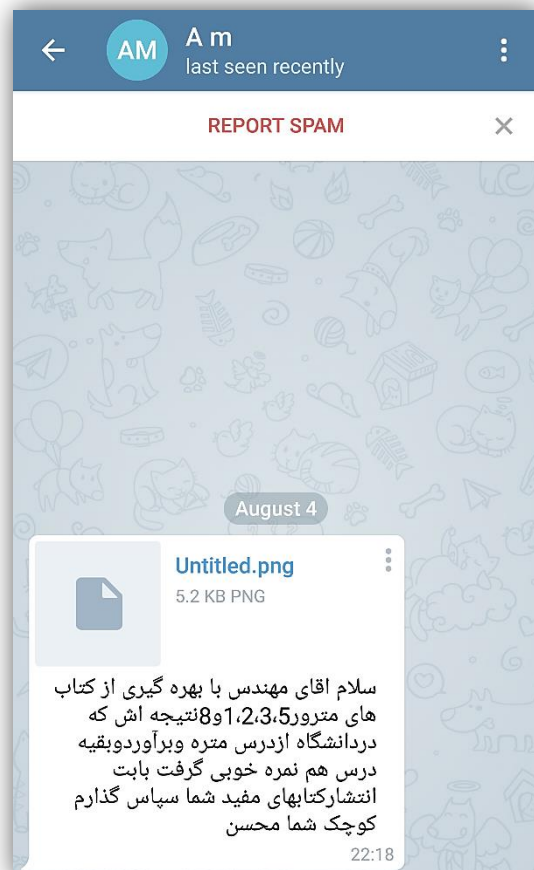 AM
A m
last seen recently
REPORT SPAM
August 4
Untitled.png
5.2 KB PNG
سلام اقای مهندس با بهره گیری از کتاب
های مترور1،2،3،5و8نتیجه اش که
دردانشگاه ازدرس متره وبرآوردوبقیه
درس هم نمره خوبی گرفت بابت
انتشارکتابهای مفید شما سپاس گذارم
کوچک شما محسن
22:18